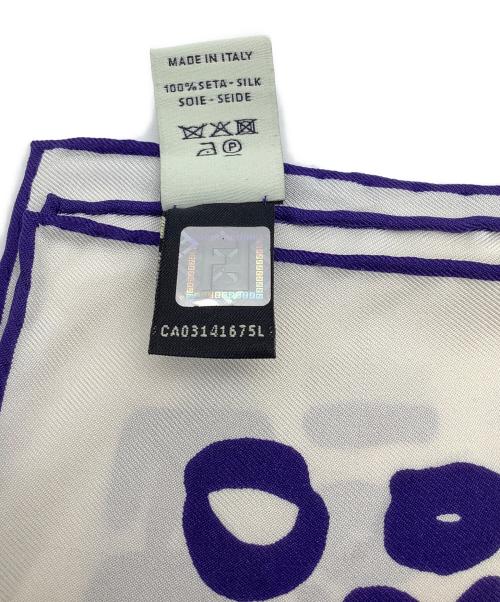 MADE IN ITALY
100%SETA-SILK
SOIE-SEIDE
CA03141675L